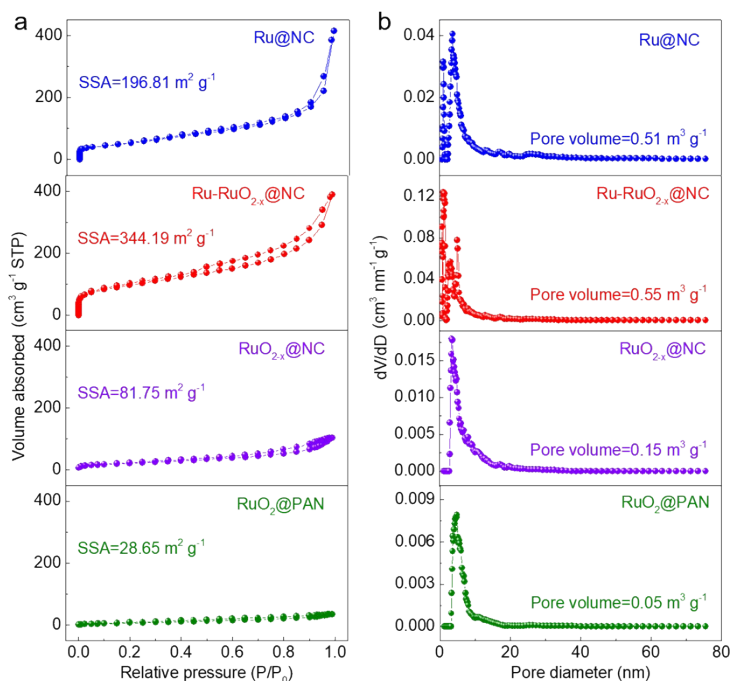 a
Volume absorbed (cm³ g⁻¹ STP)
400
200
0
Ru@NC
SSA=196.81 m² g⁻¹
400
200
0
Ru-RuO₂₋ₓ@NC
SSA=344.19 m² g⁻¹
400
200
0
RuO₂₋ₓ@NC
SSA=81.75 m² g⁻¹
400
200
0
RuO₂@PAN
SSA=28.65 m² g⁻¹
0.0 0.2 0.4 0.6 0.8 1.0
Relative pressure (P/P₀)
b
dV/dD (cm³ nm⁻¹ g⁻¹)
0.04
0.02
0.00
Ru@NC
Pore volume=0.51 m³ g⁻¹
0.12
0.08
0.04
0.00
Ru-RuO₂₋ₓ@NC
Pore volume=0.55 m³ g⁻¹
0.015
0.010
0.005
0.000
RuO₂₋ₓ@NC
Pore volume=0.15 m³ g⁻¹
0.009
0.006
0.003
0.000
RuO₂@PAN
Pore volume=0.05 m³ g⁻¹
0 20 40 60 80
Pore diameter (nm)